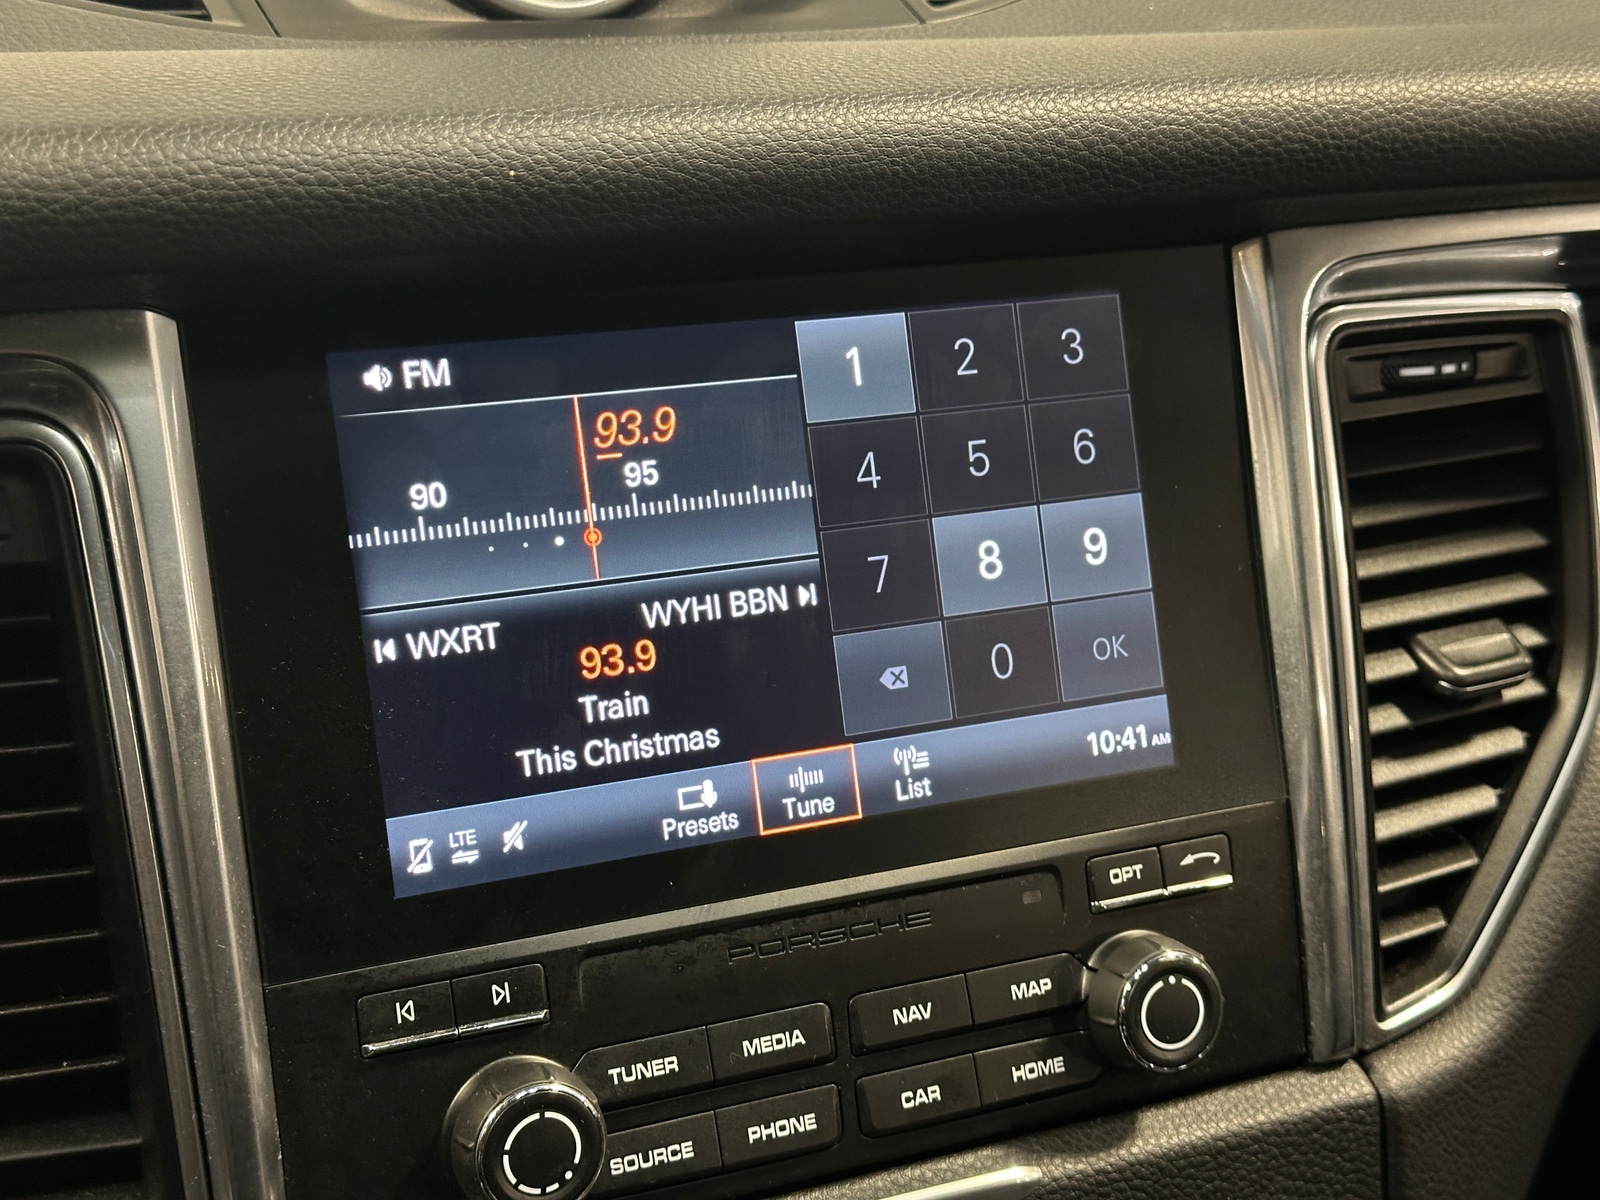 FM
93.9
90
95
WXRT
WYHI BBN
93.9
Train
This Christmas
1 2 3
4 5 6
7 8 9
0 OK
LTE
Presets
Tune
List
10:41 AM
OPT
PORSCHE
TUNER
MEDIA
NAV
MAP
SOURCE
PHONE
CAR
HOME